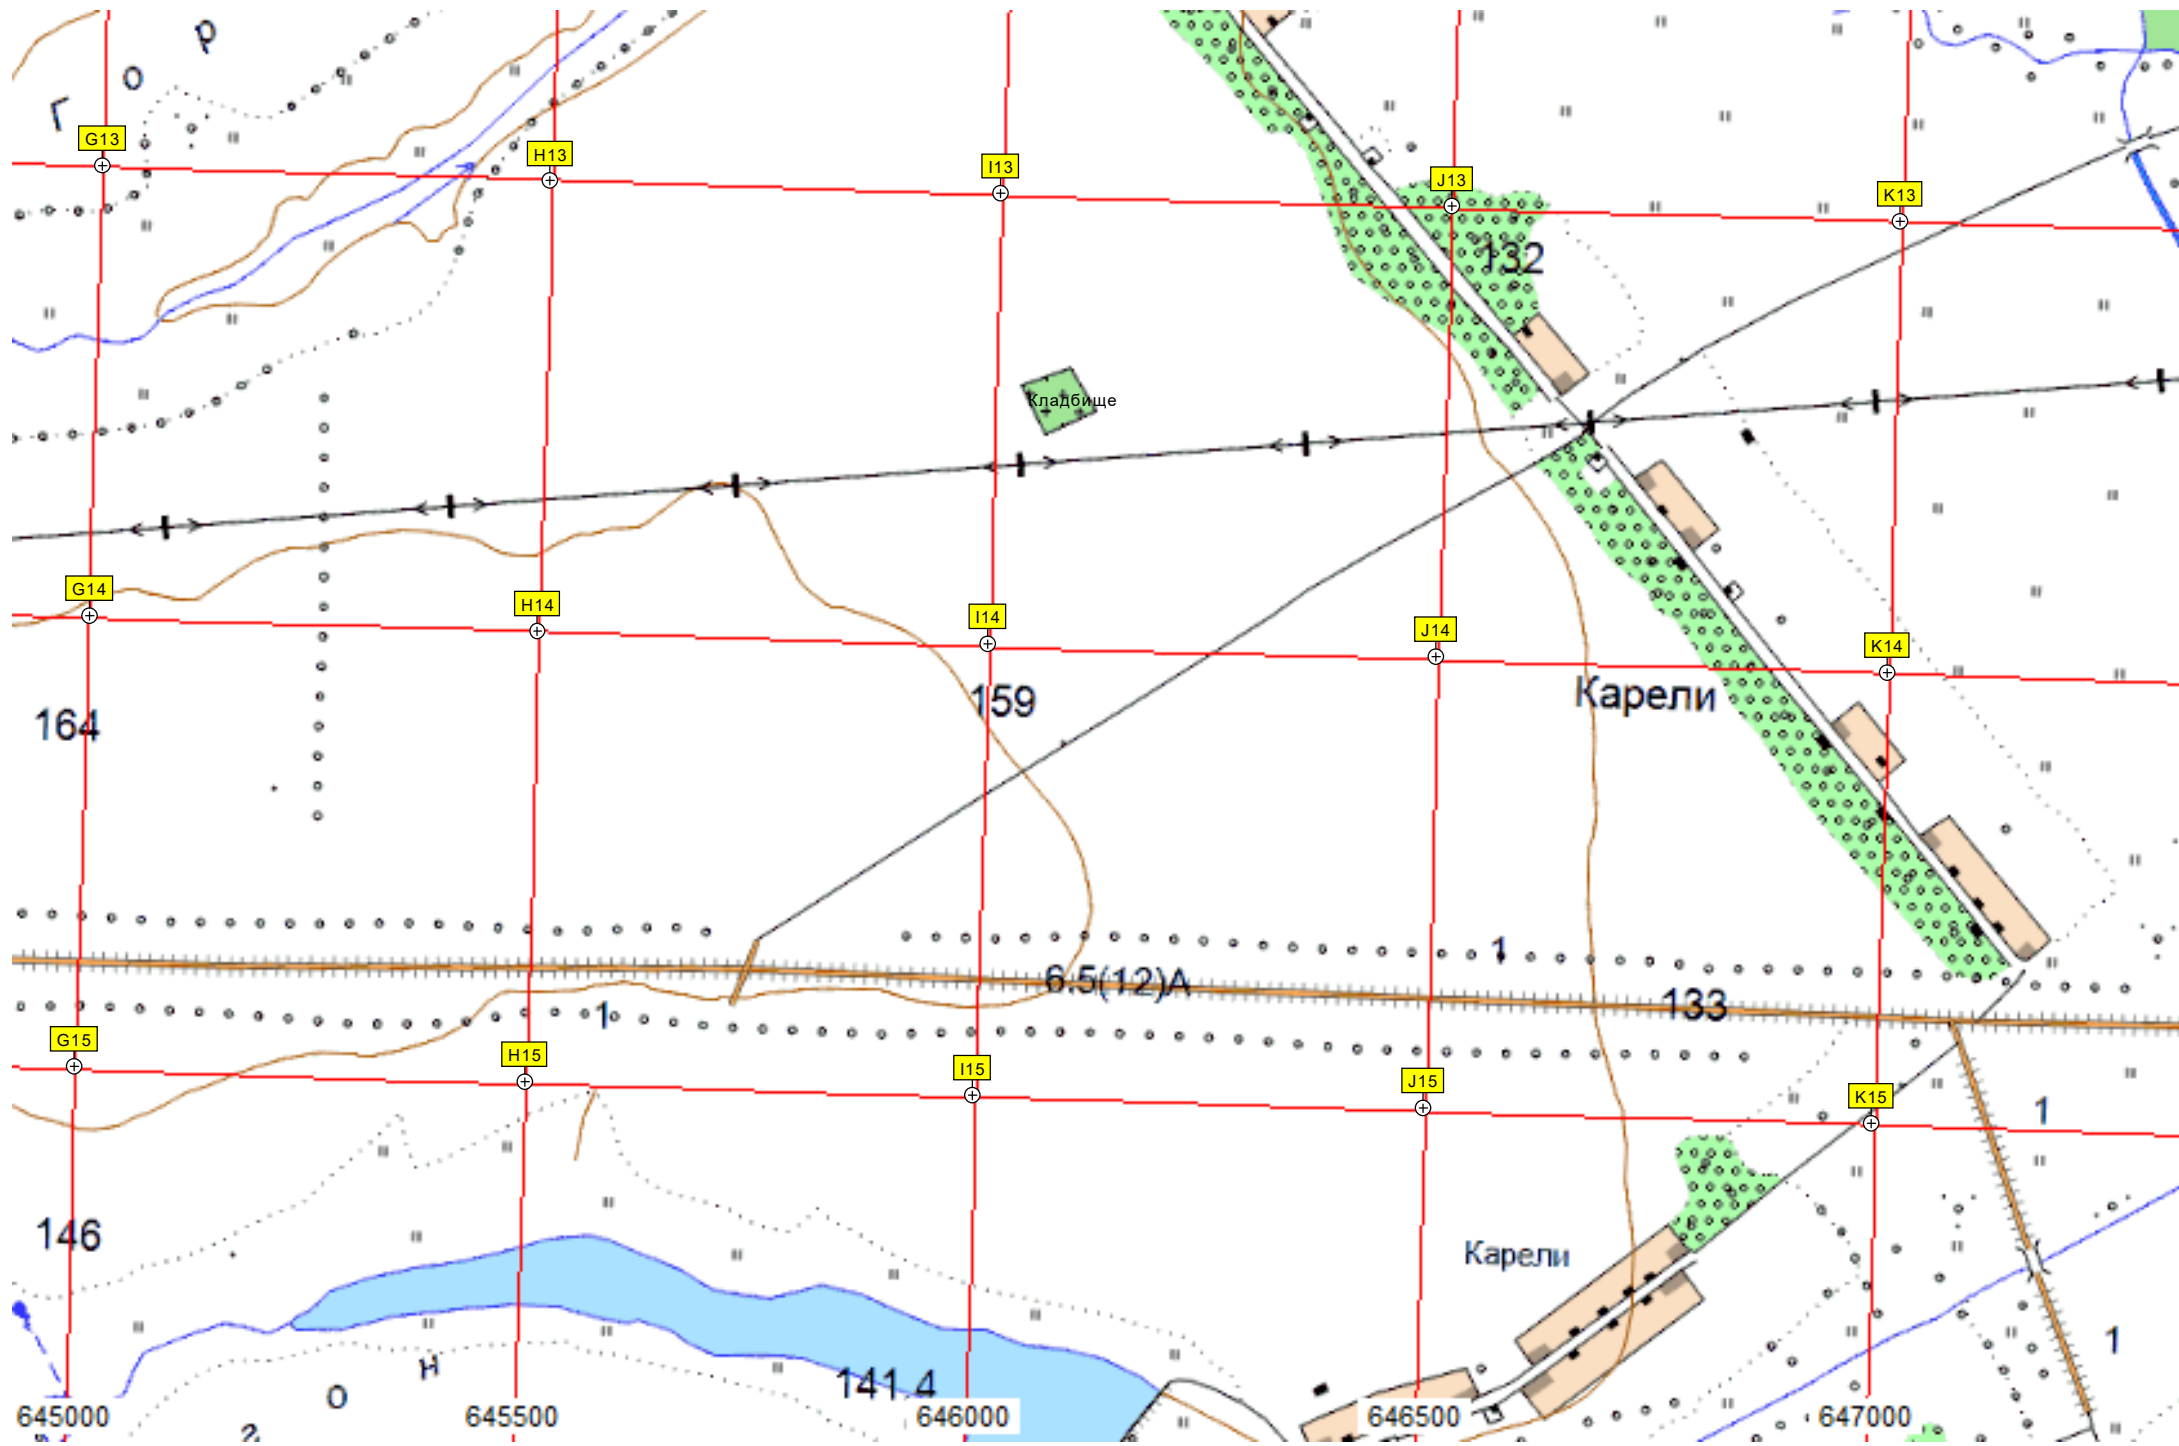 Г о р
G13
H13
I13
J13
K13
132
Кладбище
G14
H14
I14
J14
K14
159
164
Карели
1
6.5(12)А
133
1
G15
H15
I15
J15
K15
1
146
Карели
1
141.4
г о н
645000
645500
646000
646500
647000